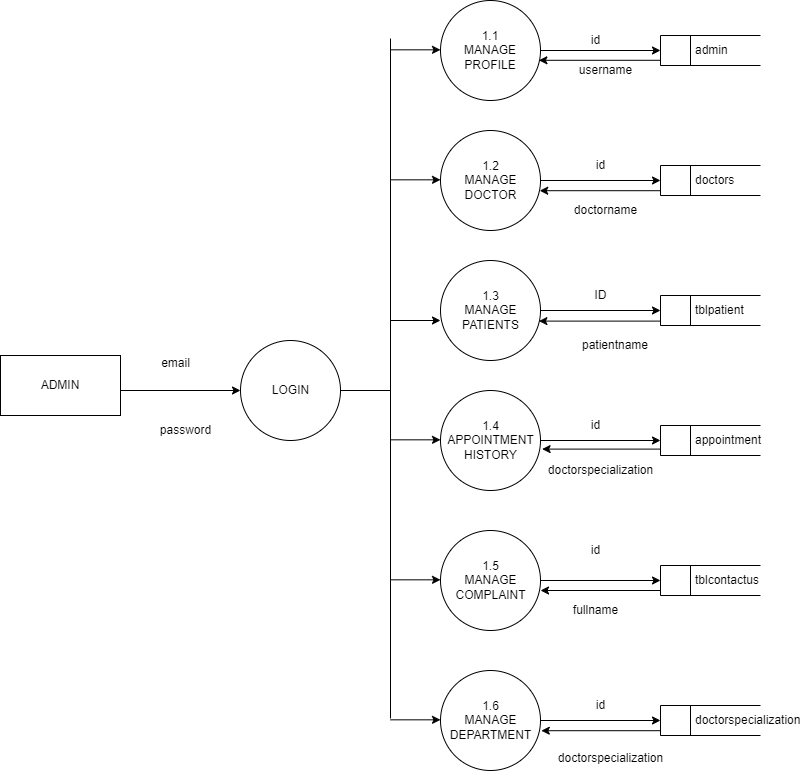 1.1
MANAGE
PROFILE
id
username
admin
1.2
MANAGE
DOCTOR
id
doctorname
doctors
1.3
MANAGE
PATIENTS
ID
patientname
tblpatient
ADMIN
email
password
LOGIN
1.4
APPOINTMENT
HISTORY
id
doctorspecialization
appointment
1.5
MANAGE
COMPLAINT
id
fullname
tblcontactus
1.6
MANAGE
DEPARTMENT
id
doctorspecialization
doctorspecialization